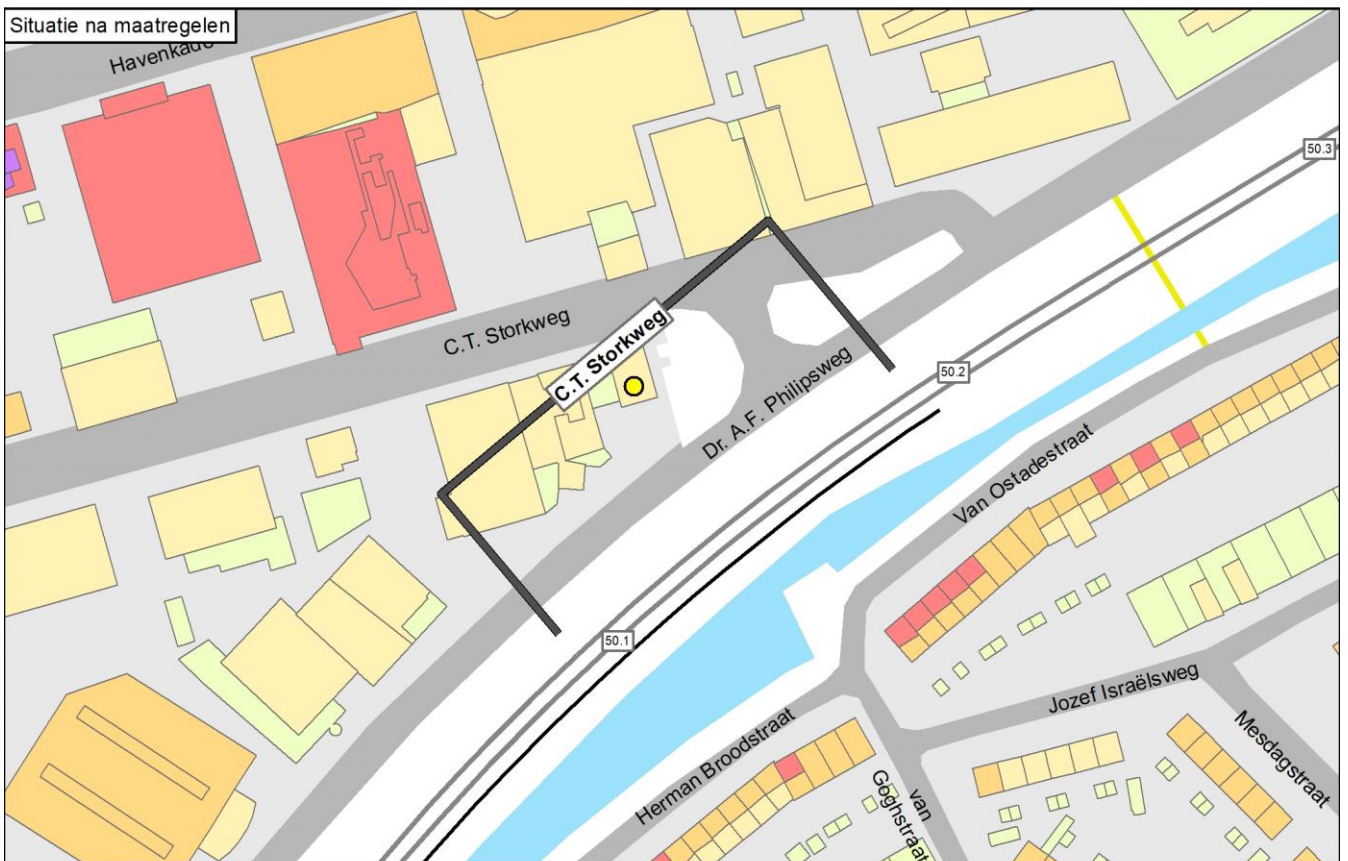 Situatie na maatregelen
Havenkade
50.3
C.T. Storkweg
C.T. Storkweg
50.2
Dr. A.F. Philipsweg
Van Ostadestraat
50.1
Jozef Israëlsweg
Herman Broodstraat
van
Goghstraat
Mesdagstraat